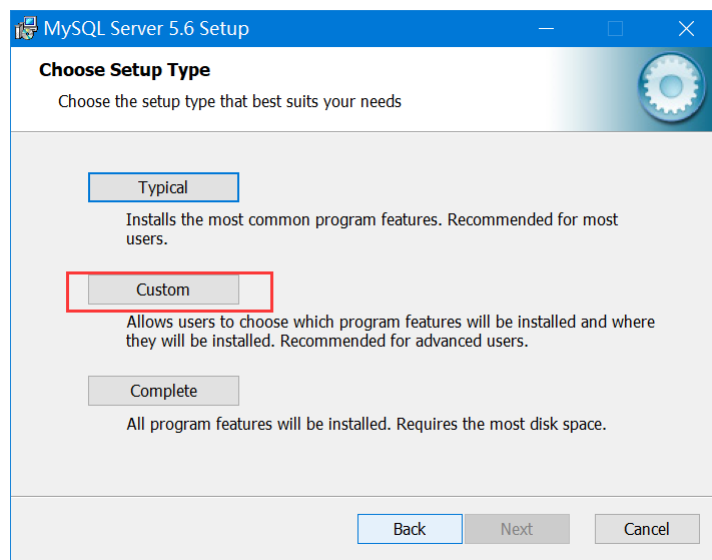 MySQL Server 5.6 Setup
Choose Setup Type
Choose the setup type that best suits your needs
Typical
Installs the most common program features. Recommended for most
users.
Custom
Allows users to choose which program features will be installed and where
they will be installed. Recommended for advanced users.
Complete
All program features will be installed. Requires the most disk space.
Back
Next
Cancel